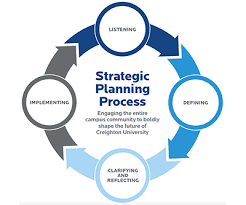 LISTENING
Strategic
Planning
Process
Engaging the entire
campus community to boldly
shape the future of
Creighton University
IMPLEMENTING
DEFINING
CLARIFYING
AND
REFLECTING